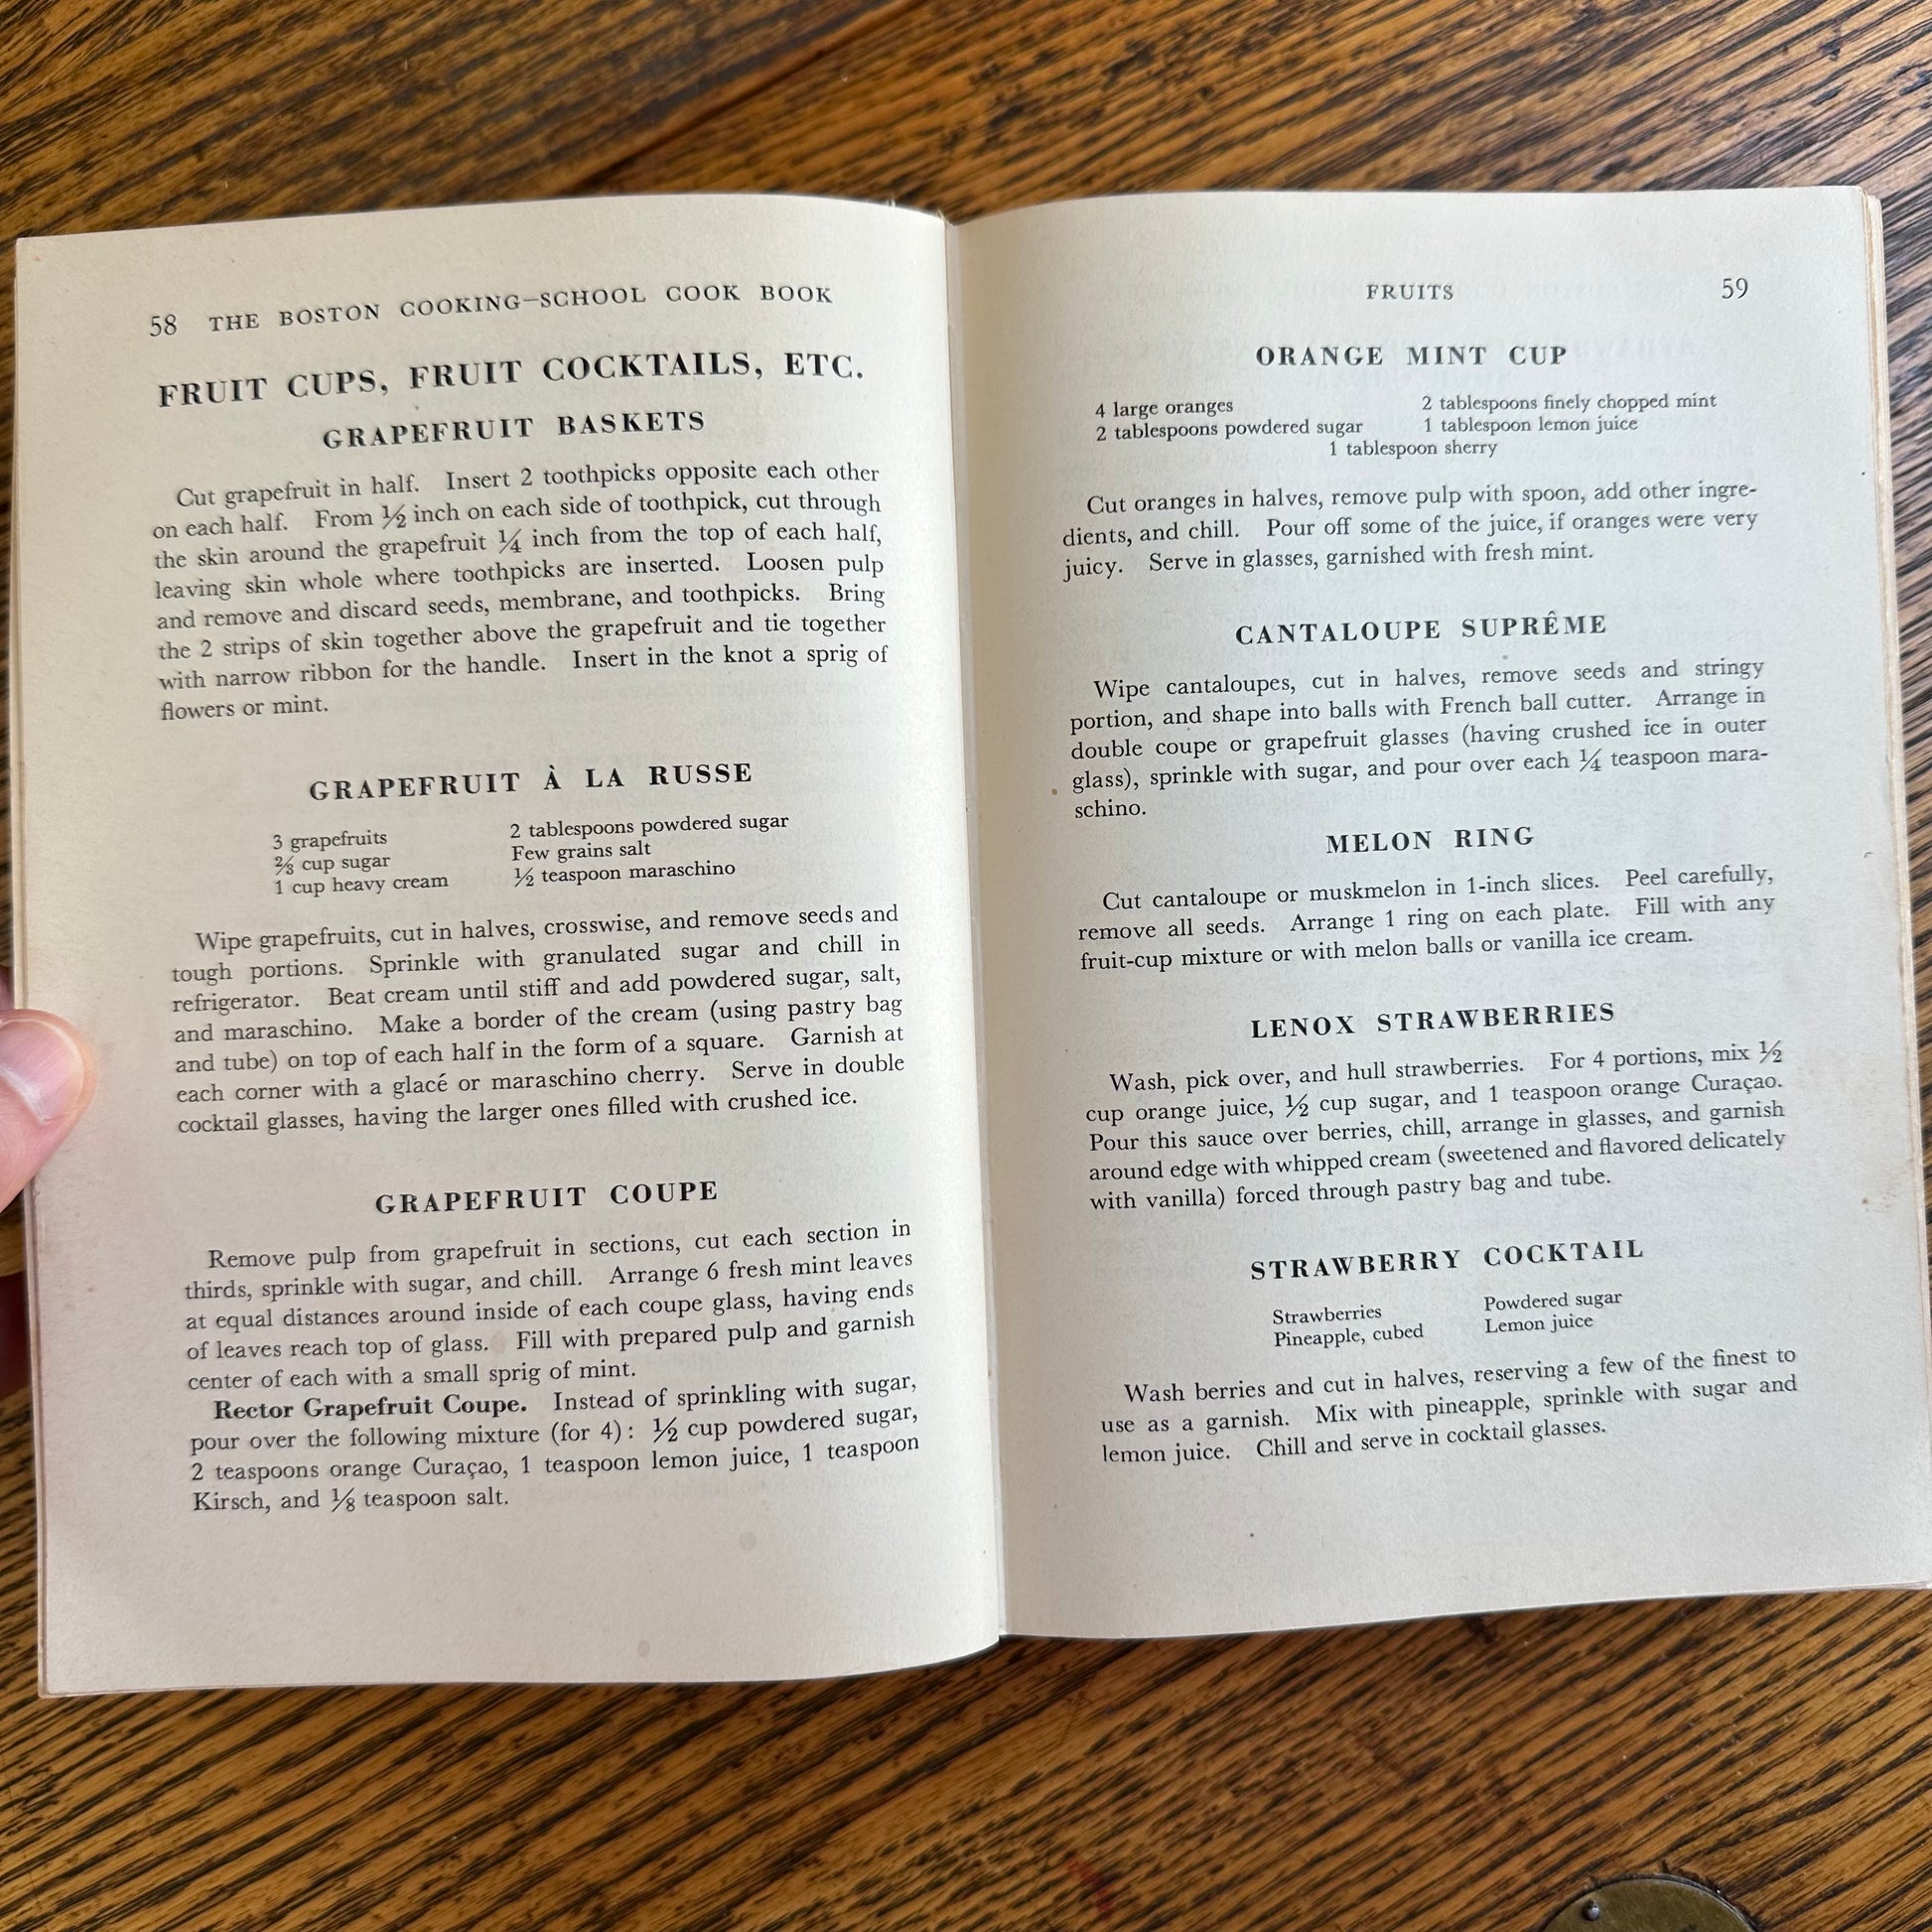 58 THE BOSTON COOKING–SCHOOL COOK BOOK
FRUIT CUPS, FRUIT COCKTAILS, ETC.
GRAPEFRUIT BASKETS
Cut grapefruit in half. Insert 2 toothpicks opposite each other
on each half. From ½ inch on each side of toothpick, cut through
the skin around the grapefruit ¼ inch from the top of each half,
leaving skin whole where toothpicks are inserted. Loosen pulp
and remove and discard seeds, membrane, and toothpicks. Bring
the 2 strips of skin together above the grapefruit and tie together
with narrow ribbon for the handle. Insert in the knot a sprig of
flowers or mint.
GRAPEFRUIT À LA RUSSE
3 grapefruits 2 tablespoons powdered sugar
⅔ cup sugar Few grains salt
1 cup heavy cream ½ teaspoon maraschino
Wipe grapefruits, cut in halves, crosswise, and remove seeds and
tough portions. Sprinkle with granulated sugar and chill in
refrigerator. Beat cream until stiff and add powdered sugar, salt,
and maraschino. Make a border of the cream (using pastry bag
and tube) on top of each half in the form of a square. Garnish at
each corner with a glacé or maraschino cherry. Serve in double
cocktail glasses, having the larger ones filled with crushed ice.
GRAPEFRUIT COUPE
Remove pulp from grapefruit in sections, cut each section in
thirds, sprinkle with sugar, and chill. Arrange 6 fresh mint leaves
at equal distances around inside of each coupe glass, having ends
of leaves reach top of glass. Fill with prepared pulp and garnish
center of each with a small sprig of mint.
Rector Grapefruit Coupe. Instead of sprinkling with sugar,
pour over the following mixture (for 4): ½ cup powdered sugar,
2 teaspoons orange Curaçao, 1 teaspoon lemon juice, 1 teaspoon
Kirsch, and ⅛ teaspoon salt.
FRUITS 59
ORANGE MINT CUP
4 large oranges 2 tablespoons finely chopped mint
2 tablespoons powdered sugar 1 tablespoon lemon juice
1 tablespoon sherry
Cut oranges in halves, remove pulp with spoon, add other ingre-
dients, and chill. Pour off some of the juice, if oranges were very
juicy. Serve in glasses, garnished with fresh mint.
CANTALOUPE SUPRÊME
Wipe cantaloupes, cut in halves, remove seeds and stringy
portion, and shape into balls with French ball cutter. Arrange in
double coupe or grapefruit glasses (having crushed ice in outer
glass), sprinkle with sugar, and pour over each ¼ teaspoon mara-
schino.
MELON RING
Cut cantaloupe or muskmelon in 1-inch slices. Peel carefully,
remove all seeds. Arrange 1 ring on each plate. Fill with any
fruit-cup mixture or with melon balls or vanilla ice cream.
LENOX STRAWBERRIES
Wash, pick over, and hull strawberries. For 4 portions, mix ½
cup orange juice, ½ cup sugar, and 1 teaspoon orange Curaçao.
Pour this sauce over berries, chill, arrange in glasses, and garnish
around edge with whipped cream (sweetened and flavored delicately
with vanilla) forced through pastry bag and tube.
STRAWBERRY COCKTAIL
Strawberries Powdered sugar
Pineapple, cubed Lemon juice
Wash berries and cut in halves, reserving a few of the finest to
use as a garnish. Mix with pineapple, sprinkle with sugar and
lemon juice. Chill and serve in cocktail glasses.